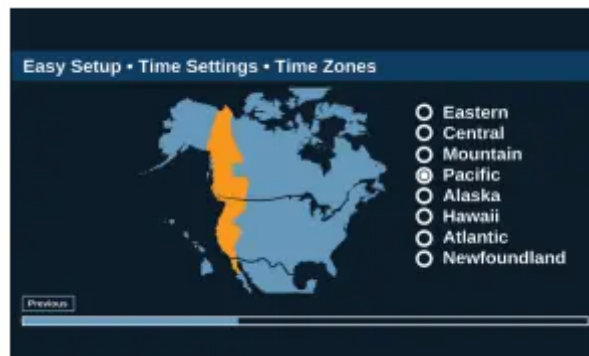 Easy Setup • Time Settings • Time Zones
Eastern
Central
Mountain
Pacific
Alaska
Hawaii
Atlantic
Newfoundland
Previous